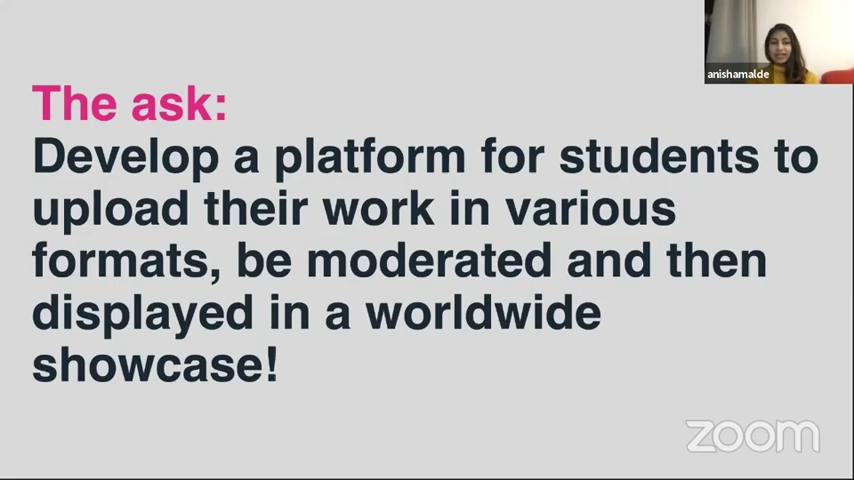 anishamalde
The ask:
Develop a platform for students to
upload their work in various
formats, be moderated and then
displayed in a worldwide
showcase!
zoom